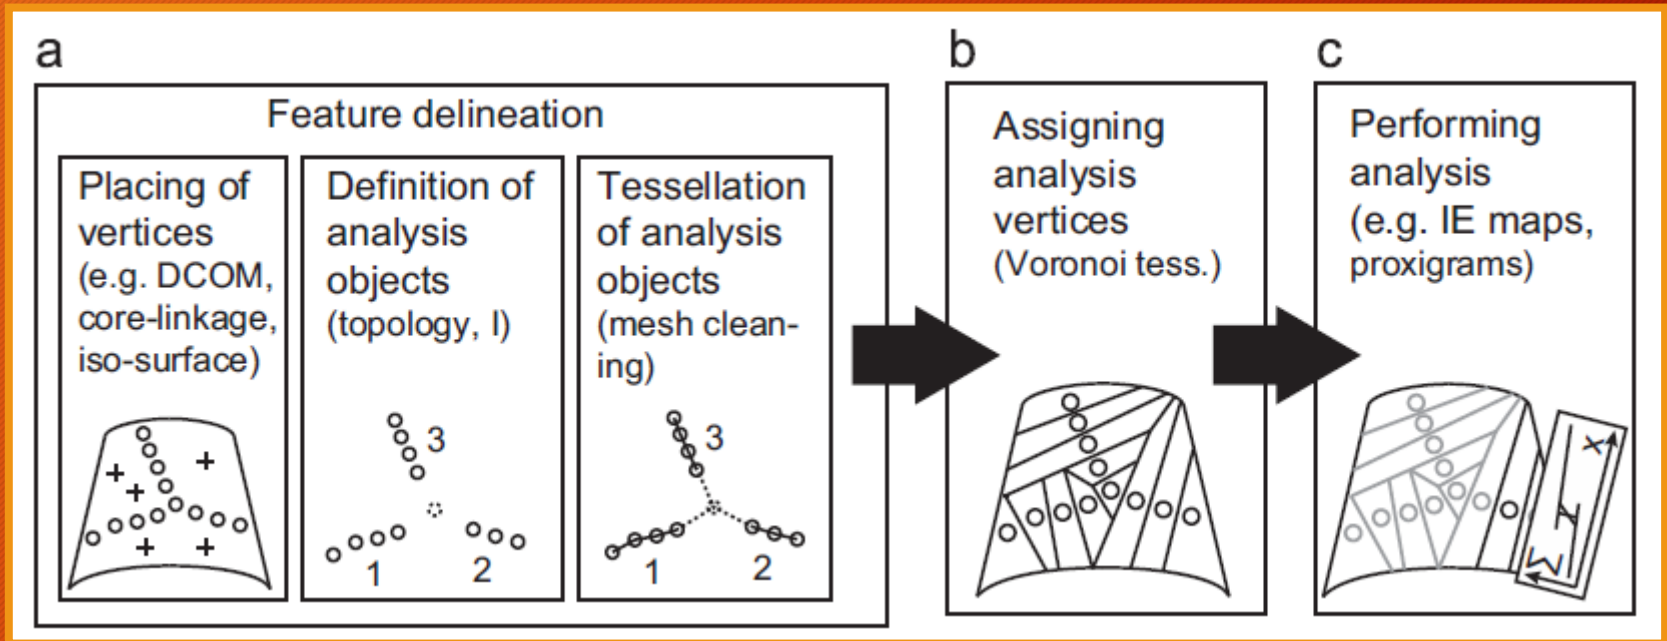 a
Feature delineation
Placing of
vertices
(e.g. DCOM,
core-linkage,
iso-surface)
Definition of
analysis
objects
(topology, I)
3
1
2
Tessellation
of analysis
objects
(mesh clean-
ing)
3
1
2
b
Assigning
analysis
vertices
(Voronoi tess.)
c
Performing
analysis
(e.g. IE maps,
proxigrams)
x
Σ